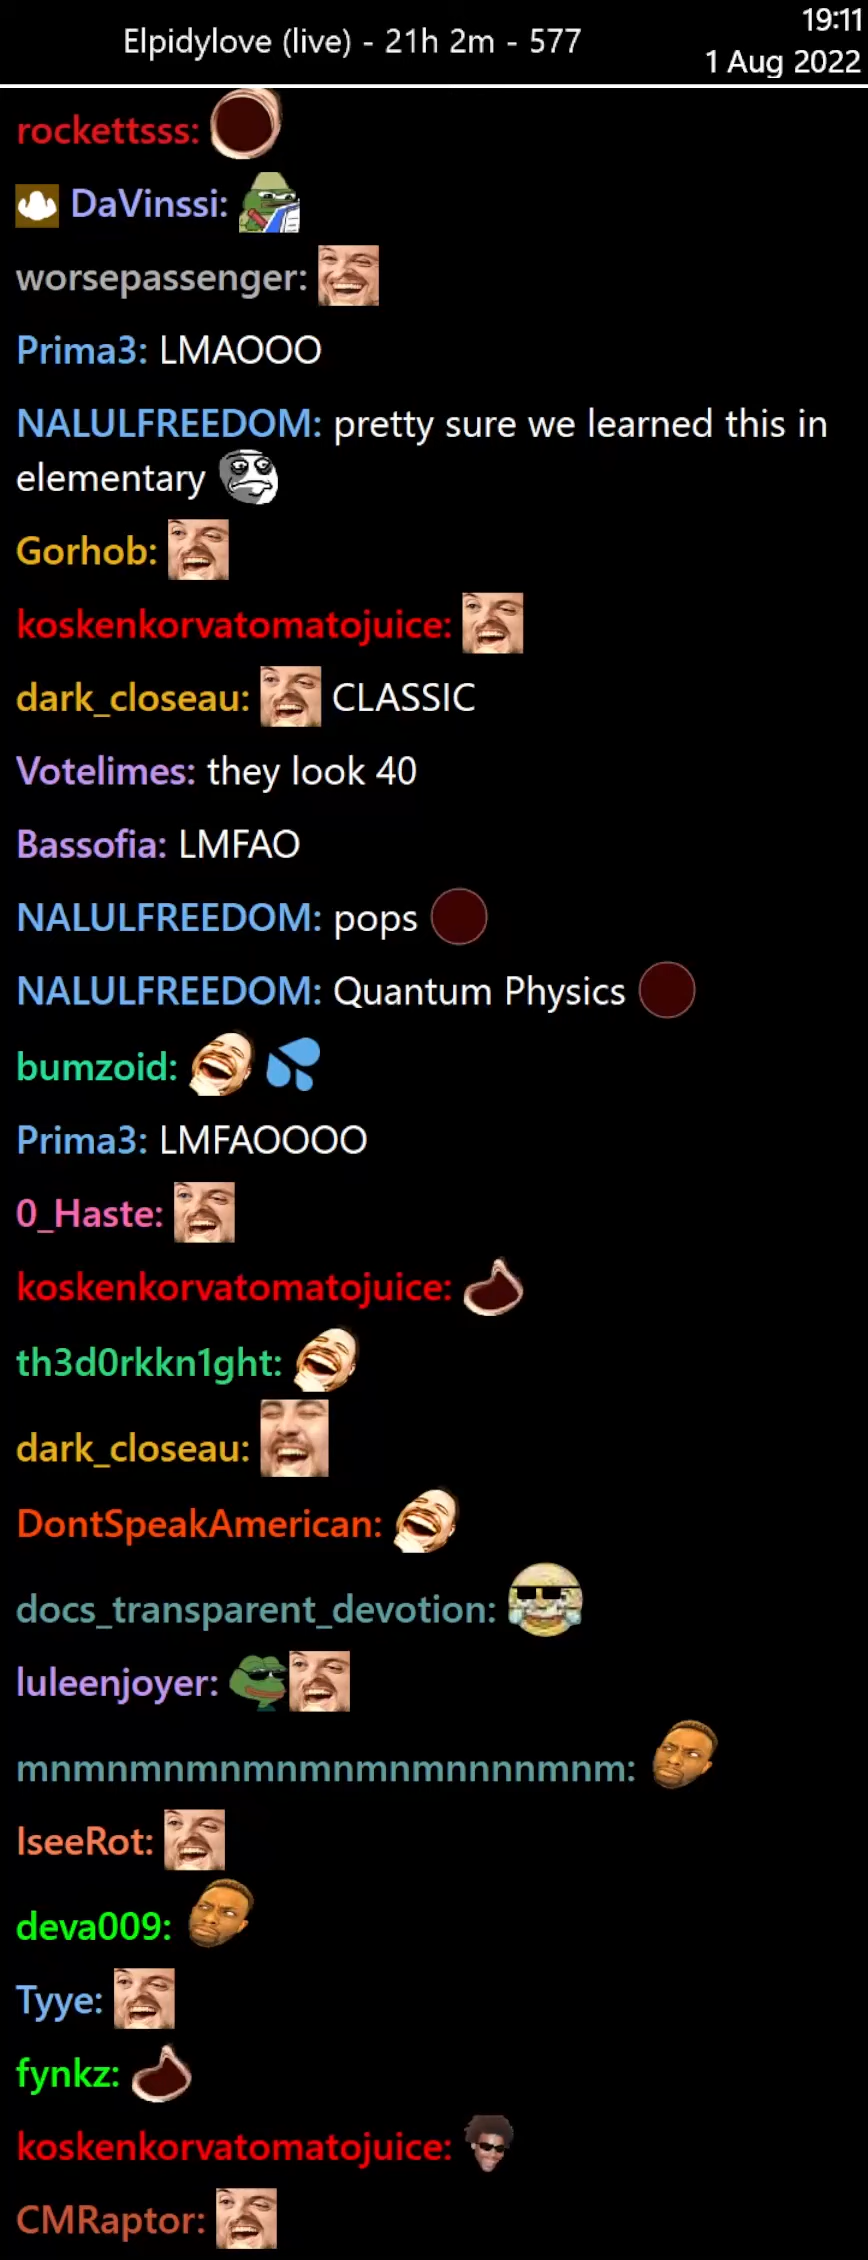 Elpidylove (live) - 21h 2m - 577
19:11
1 Aug 2022
rockettsss:
DaVinssi:
worsepassenger:
Prima3: LMAOOO
NALULFREEDOM: pretty sure we learned this in
elementary
Gorhob:
koskenkorvatomatojuice:
dark_closeau: CLASSIC
Votelimes: they look 40
Bassofia: LMFAO
NALULFREEDOM: pops
NALULFREEDOM: Quantum Physics
bumzoid:
Prima3: LMFAOOOO
0_Haste:
koskenkorvatomatojuice:
th3d0rkkn1ght:
dark_closeau:
DontSpeakAmerican:
docs_transparent_devotion:
luleenjoyer:
mnmnmnmnmnmnmnmnmnnnnmnm:
IseeRot:
deva009:
Tyye:
fynkz:
koskenkorvatomatojuice:
CMRaptor: